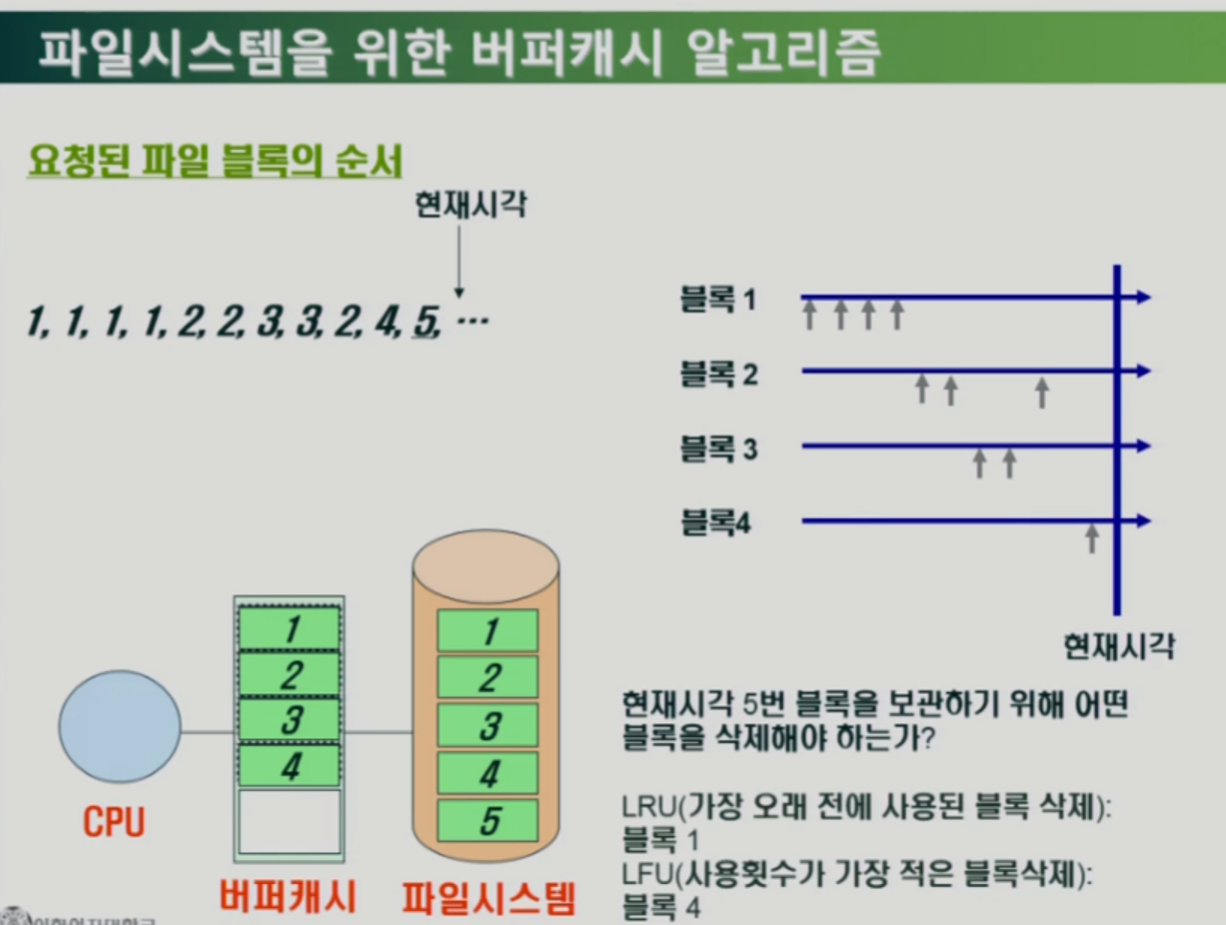 파일시스템을 위한 버퍼캐시 알고리즘
요청된 파일 블록의 순서
현재시각
1, 1, 1, 1, 2, 2, 3, 3, 2, 4, 5, ···
블록 1
블록 2
블록 3
블록4
현재시각
1
2
3
4
1
2
3
4
5
CPU
버퍼캐시
파일시스템
현재시각 5번 블록을 보관하기 위해 어떤
블록을 삭제해야 하는가?
LRU(가장 오래 전에 사용된 블록 삭제):
블록 1
LFU(사용횟수가 가장 적은 블록삭제):
블록 4